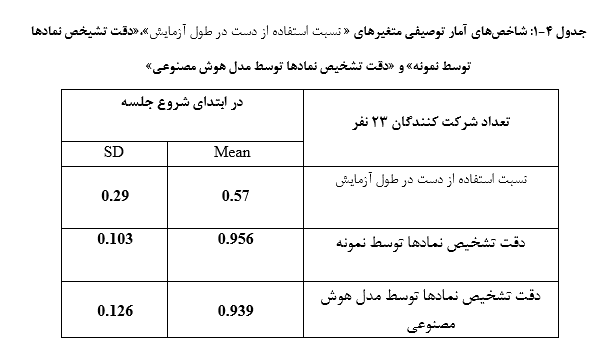 جدول ۴-۱: شاخص‌های آمار توصیفی متغیرهای « نسبت استفاده از دست در طول آزمایش»،«دقت تشیخص نمادها
توسط نمونه» و «دقت تشخیص نمادها توسط مدل هوش مصنوعی»
تعداد شرکت کنندگان ۲۳ نفر
در ابتدای شروع جلسه
Mean
SD
نسبت استفاده از دست در طول آزمایش
0.57
0.29
دقت تشخیص نمادها توسط نمونه
0.956
0.103
دقت تشخیص نمادها توسط مدل هوش
مصنوعی
0.939
0.126